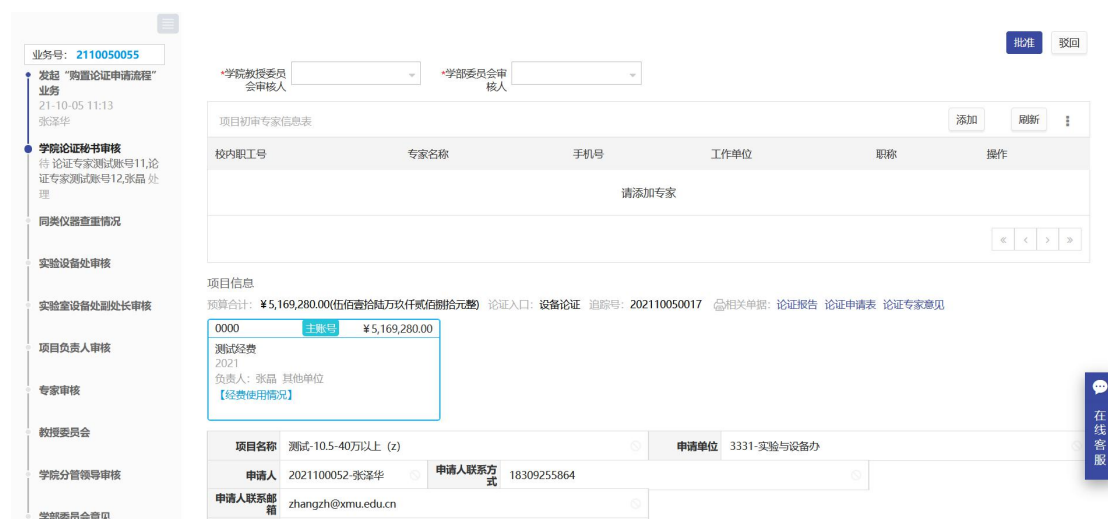 批准 驳回
业务号： 2110050055
发起“购置论证申请流程”
业务
21-10-05 11:13
张泽华
学院论证秘书审核
待 论证专家测试账号11,论
证专家测试账号12,张晶 处
理
同类仪器查重情况
实验设备处审核
实验室设备处副处长审核
项目负责人审核
专家审核
教授委员会
学院分管领导审核
学部委员会意见
*学院教授委员
会审核人
*学部委员会审
核人
项目初审专家信息表 添加 刷新
校内职工号 专家名称 手机号 工作单位 职称 操作
请添加专家
« ‹ › »
项目信息
预算合计： ¥5,169,280.00(伍佰壹拾陆万玖仟贰佰捌拾元整) 论证入口: 设备论证 追踪号: 202110050017 相关单据: 论证报告 论证申请表 论证专家意见
0000 主账号 ¥5,169,280.00
测试经费
2021
负责人: 张晶 其他单位
【经费使用情况】
项目名称 测试-10.5-40万以上（z） 申请单位 3331-实验与设备办
申请人 2021100052-张泽华 申请人联系方
式 18309255864
申请人联系邮
箱 zhangzh@xmu.edu.cn
在线客服